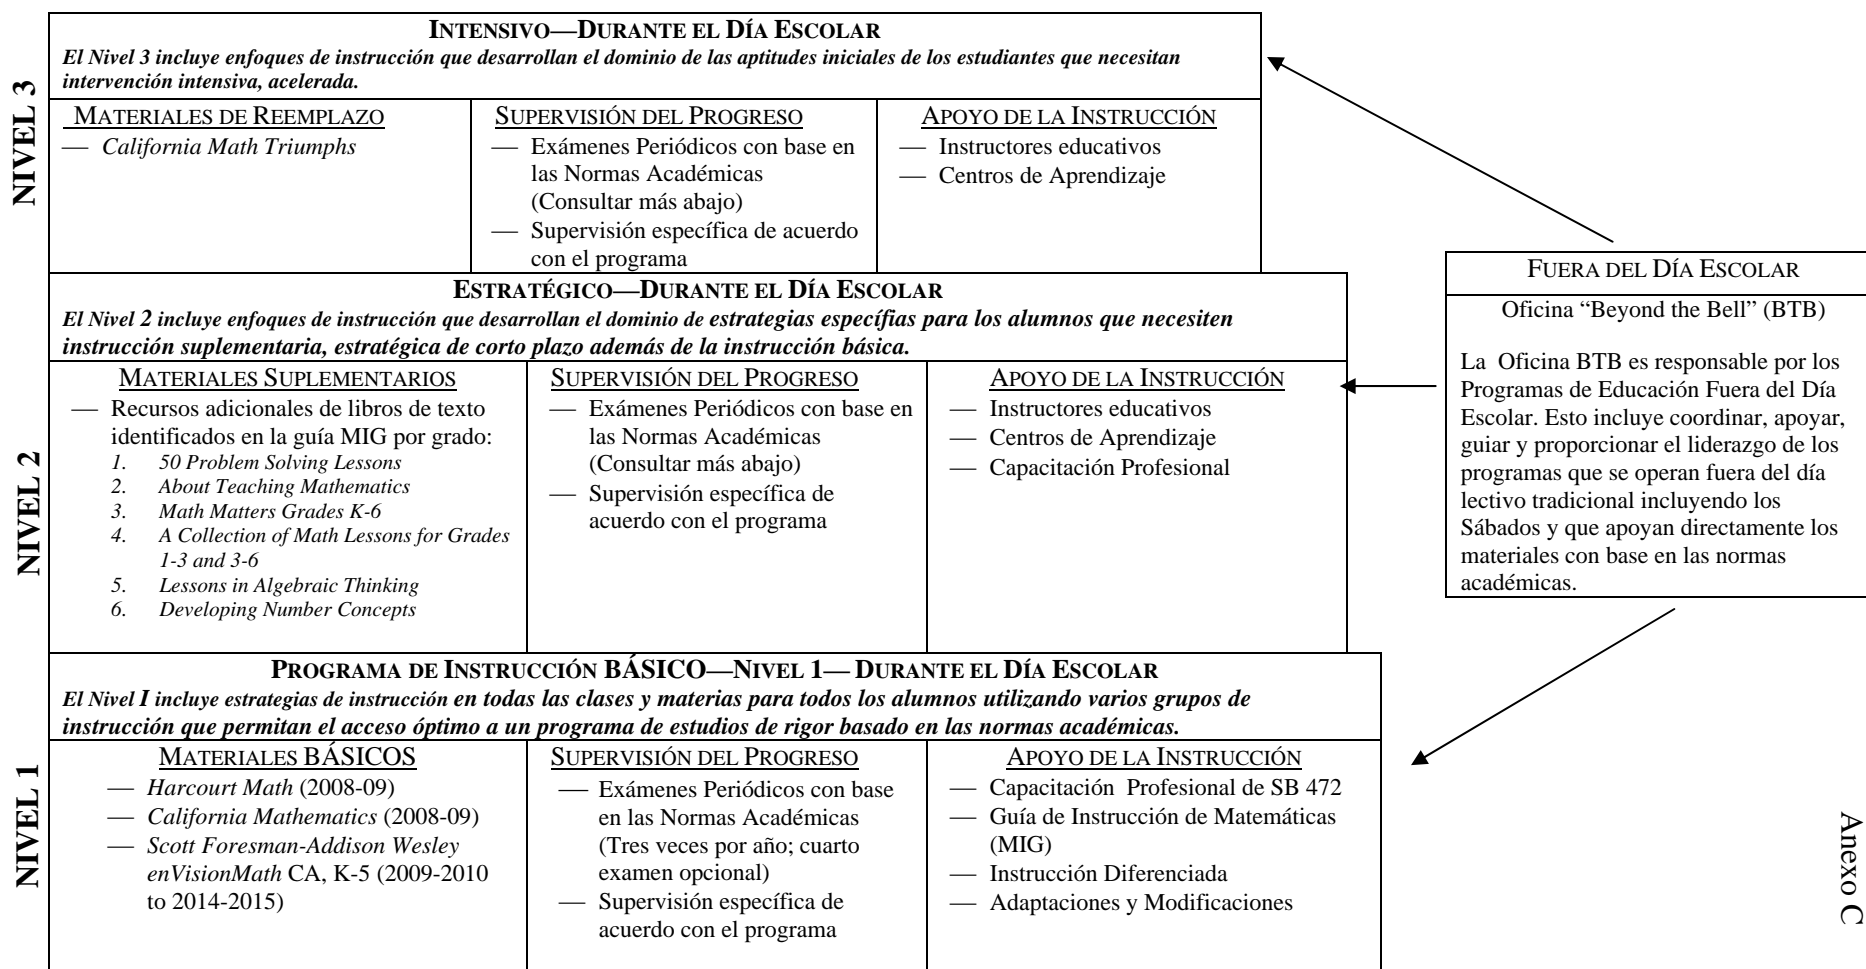 NIVEL 3
INTENSIVO—DURANTE EL DÍA ESCOLAR
El Nivel 3 incluye enfoques de instrucción que desarrollan el dominio de las aptitudes iniciales de los estudiantes que necesitan
intervención intensiva, acelerada.
MATERIALES DE REEMPLAZO
— California Math Triumphs
SUPERVISIÓN DEL PROGRESO
— Exámenes Periódicos con base en
las Normas Académicas
(Consultar más abajo)
— Supervisión específica de acuerdo
con el programa
APOYO DE LA INSTRUCCIÓN
— Instructores educativos
— Centros de Aprendizaje
NIVEL 2
ESTRATÉGICO—DURANTE EL DÍA ESCOLAR
El Nivel 2 incluye enfoques de instrucción que desarrollan el dominio de estrategias específias para los alumnos que necesiten
instrucción suplementaria, estratégica de corto plazo además de la instrucción básica.
MATERIALES SUPLEMENTARIOS
— Recursos adicionales de libros de texto
identificados en la guía MIG por grado:
1. 50 Problem Solving Lessons
2. About Teaching Mathematics
3. Math Matters Grades K-6
4. A Collection of Math Lessons for Grades
1-3 and 3-6
5. Lessons in Algebraic Thinking
6. Developing Number Concepts
SUPERVISIÓN DEL PROGRESO
— Exámenes Periódicos con base en
las Normas Académicas
(Consultar más abajo)
— Supervisión específica de
acuerdo con el programa
APOYO DE LA INSTRUCCIÓN
— Instructores educativos
— Centros de Aprendizaje
— Capacitación Profesional
NIVEL 1
PROGRAMA DE INSTRUCCIÓN BÁSICO—NIVEL 1— DURANTE EL DÍA ESCOLAR
El Nivel I incluye estrategias de instrucción en todas las clases y materias para todos los alumnos utilizando varios grupos de
instrucción que permitan el acceso óptimo a un programa de estudios de rigor basado en las normas académicas.
MATERIALES BÁSICOS
— Harcourt Math (2008-09)
— California Mathematics (2008-09)
— Scott Foresman-Addison Wesley
enVisionMath CA, K-5 (2009-2010
to 2014-2015)
SUPERVISIÓN DEL PROGRESO
— Exámenes Periódicos con base
en las Normas Académicas
(Tres veces por año; cuarto
examen opcional)
— Supervisión específica de
acuerdo con el programa
APOYO DE LA INSTRUCCIÓN
— Capacitación Profesional de SB 472
— Guía de Instrucción de Matemáticas
(MIG)
— Instrucción Diferenciada
— Adaptaciones y Modificaciones
FUERA DEL DÍA ESCOLAR
Oficina “Beyond the Bell” (BTB)
La Oficina BTB es responsable por los
Programas de Educación Fuera del Día
Escolar. Esto incluye coordinar, apoyar,
guiar y proporcionar el liderazgo de los
programas que se operan fuera del día
lectivo tradicional incluyendo los
Sábados y que apoyan directamente los
materiales con base en las normas
académicas.
Anexo C